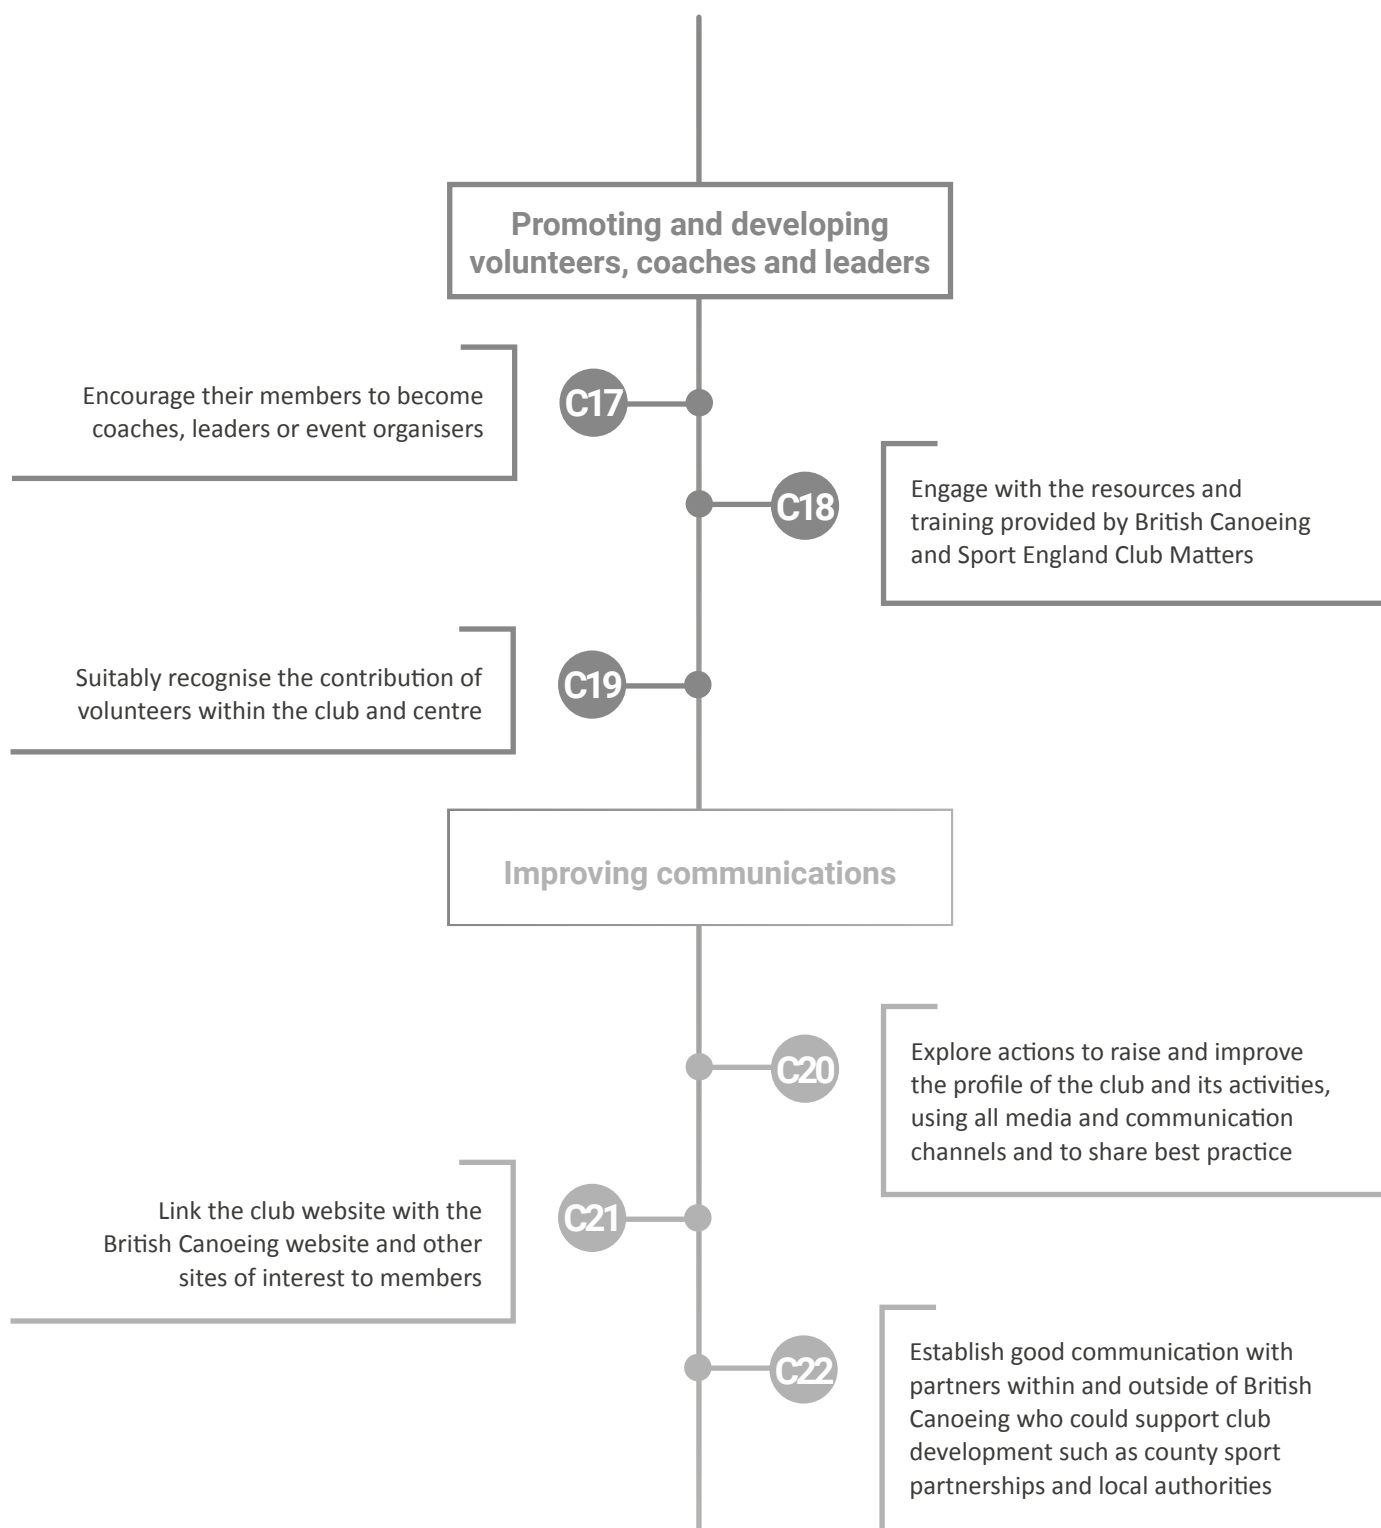 Promoting and developing
volunteers, coaches and leaders
C17
Encourage their members to become
coaches, leaders or event organisers
C18
Engage with the resources and
training provided by British Canoeing
and Sport England Club Matters
C19
Suitably recognise the contribution of
volunteers within the club and centre
Improving communications
C20
Explore actions to raise and improve
the profile of the club and its activities,
using all media and communication
channels and to share best practice
C21
Link the club website with the
British Canoeing website and other
sites of interest to members
C22
Establish good communication with
partners within and outside of British
Canoeing who could support club
development such as county sport
partnerships and local authorities